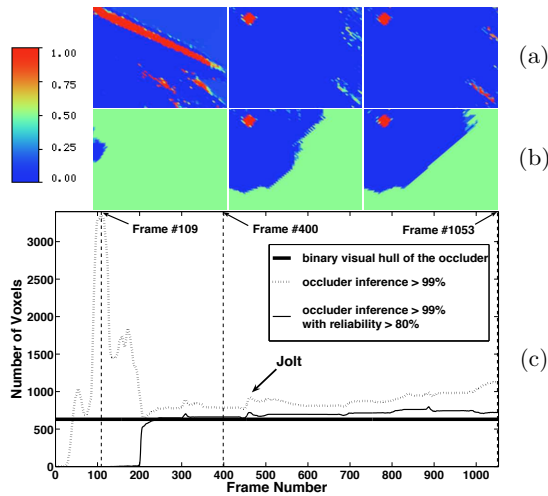 1.00
0.75
0.50
0.25
0.00
(a)
(b)
Frame #109
Frame #400
Frame #1053
3000
2500
2000
1500
1000
500
0
Number of Voxels
binary visual hull of the occluder
occluder inference > 99%
occluder inference > 99%
with reliability > 80%
Jolt
(c)
0 100 200 300 400 500 600 700 800 900 1000
Frame Number